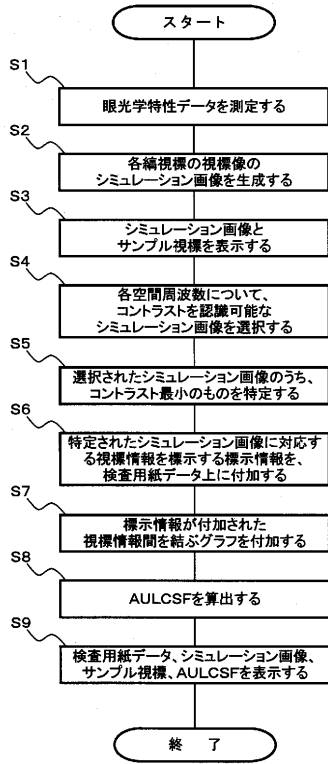 スタート
S1
眼光学特性データを測定する
S2
各縞視標の視標像の
シミュレーション画像を生成する
S3
シミュレーション画像と
サンプル視標を表示する
S4
各空間周波数について、
コントラストを認識可能な
シミュレーション画像を選択する
S5
選択されたシミュレーション画像のうち、
コントラスト最小のものを特定する
S6
特定されたシミュレーション画像に対応す
る視標情報を標示する標示情報を、
検査用紙データ上に付加する
S7
標示情報が付加された
視標情報間を結ぶグラフを付加する
S8
AULCSFを算出する
S9
検査用紙データ、シミュレーション画像、
サンプル視標、AULCSFを表示する
終 了